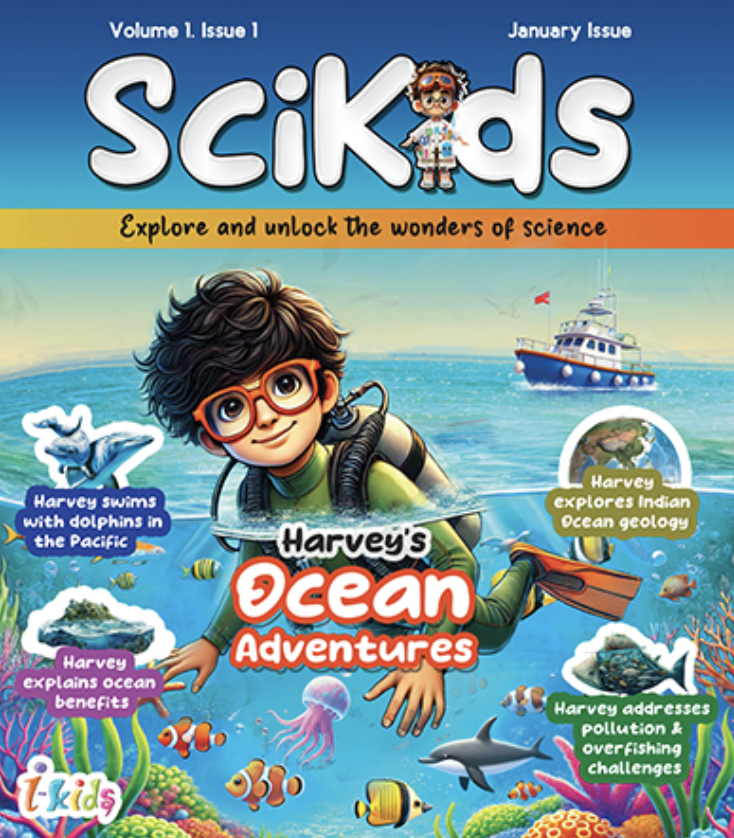 Volume 1. Issue 1
January Issue
SciKids
Explore and unlock the wonders of science
Harvey swims
with dolphins in
the Pacific
Harvey
explores Indian
Ocean geology
Harvey's
Ocean
Adventures
Harvey
explains ocean
benefits
Harvey addresses
pollution &
overfishing
challenges
i-kids